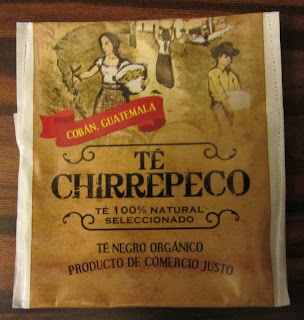 COBÁN, GUATEMALA
TÉ
CHIRREPECO
TÉ 100% NATURAL
SELECCIONADO
TÉ NEGRO ORGÁNICO
PRODUCTO DE COMERCIO JUSTO